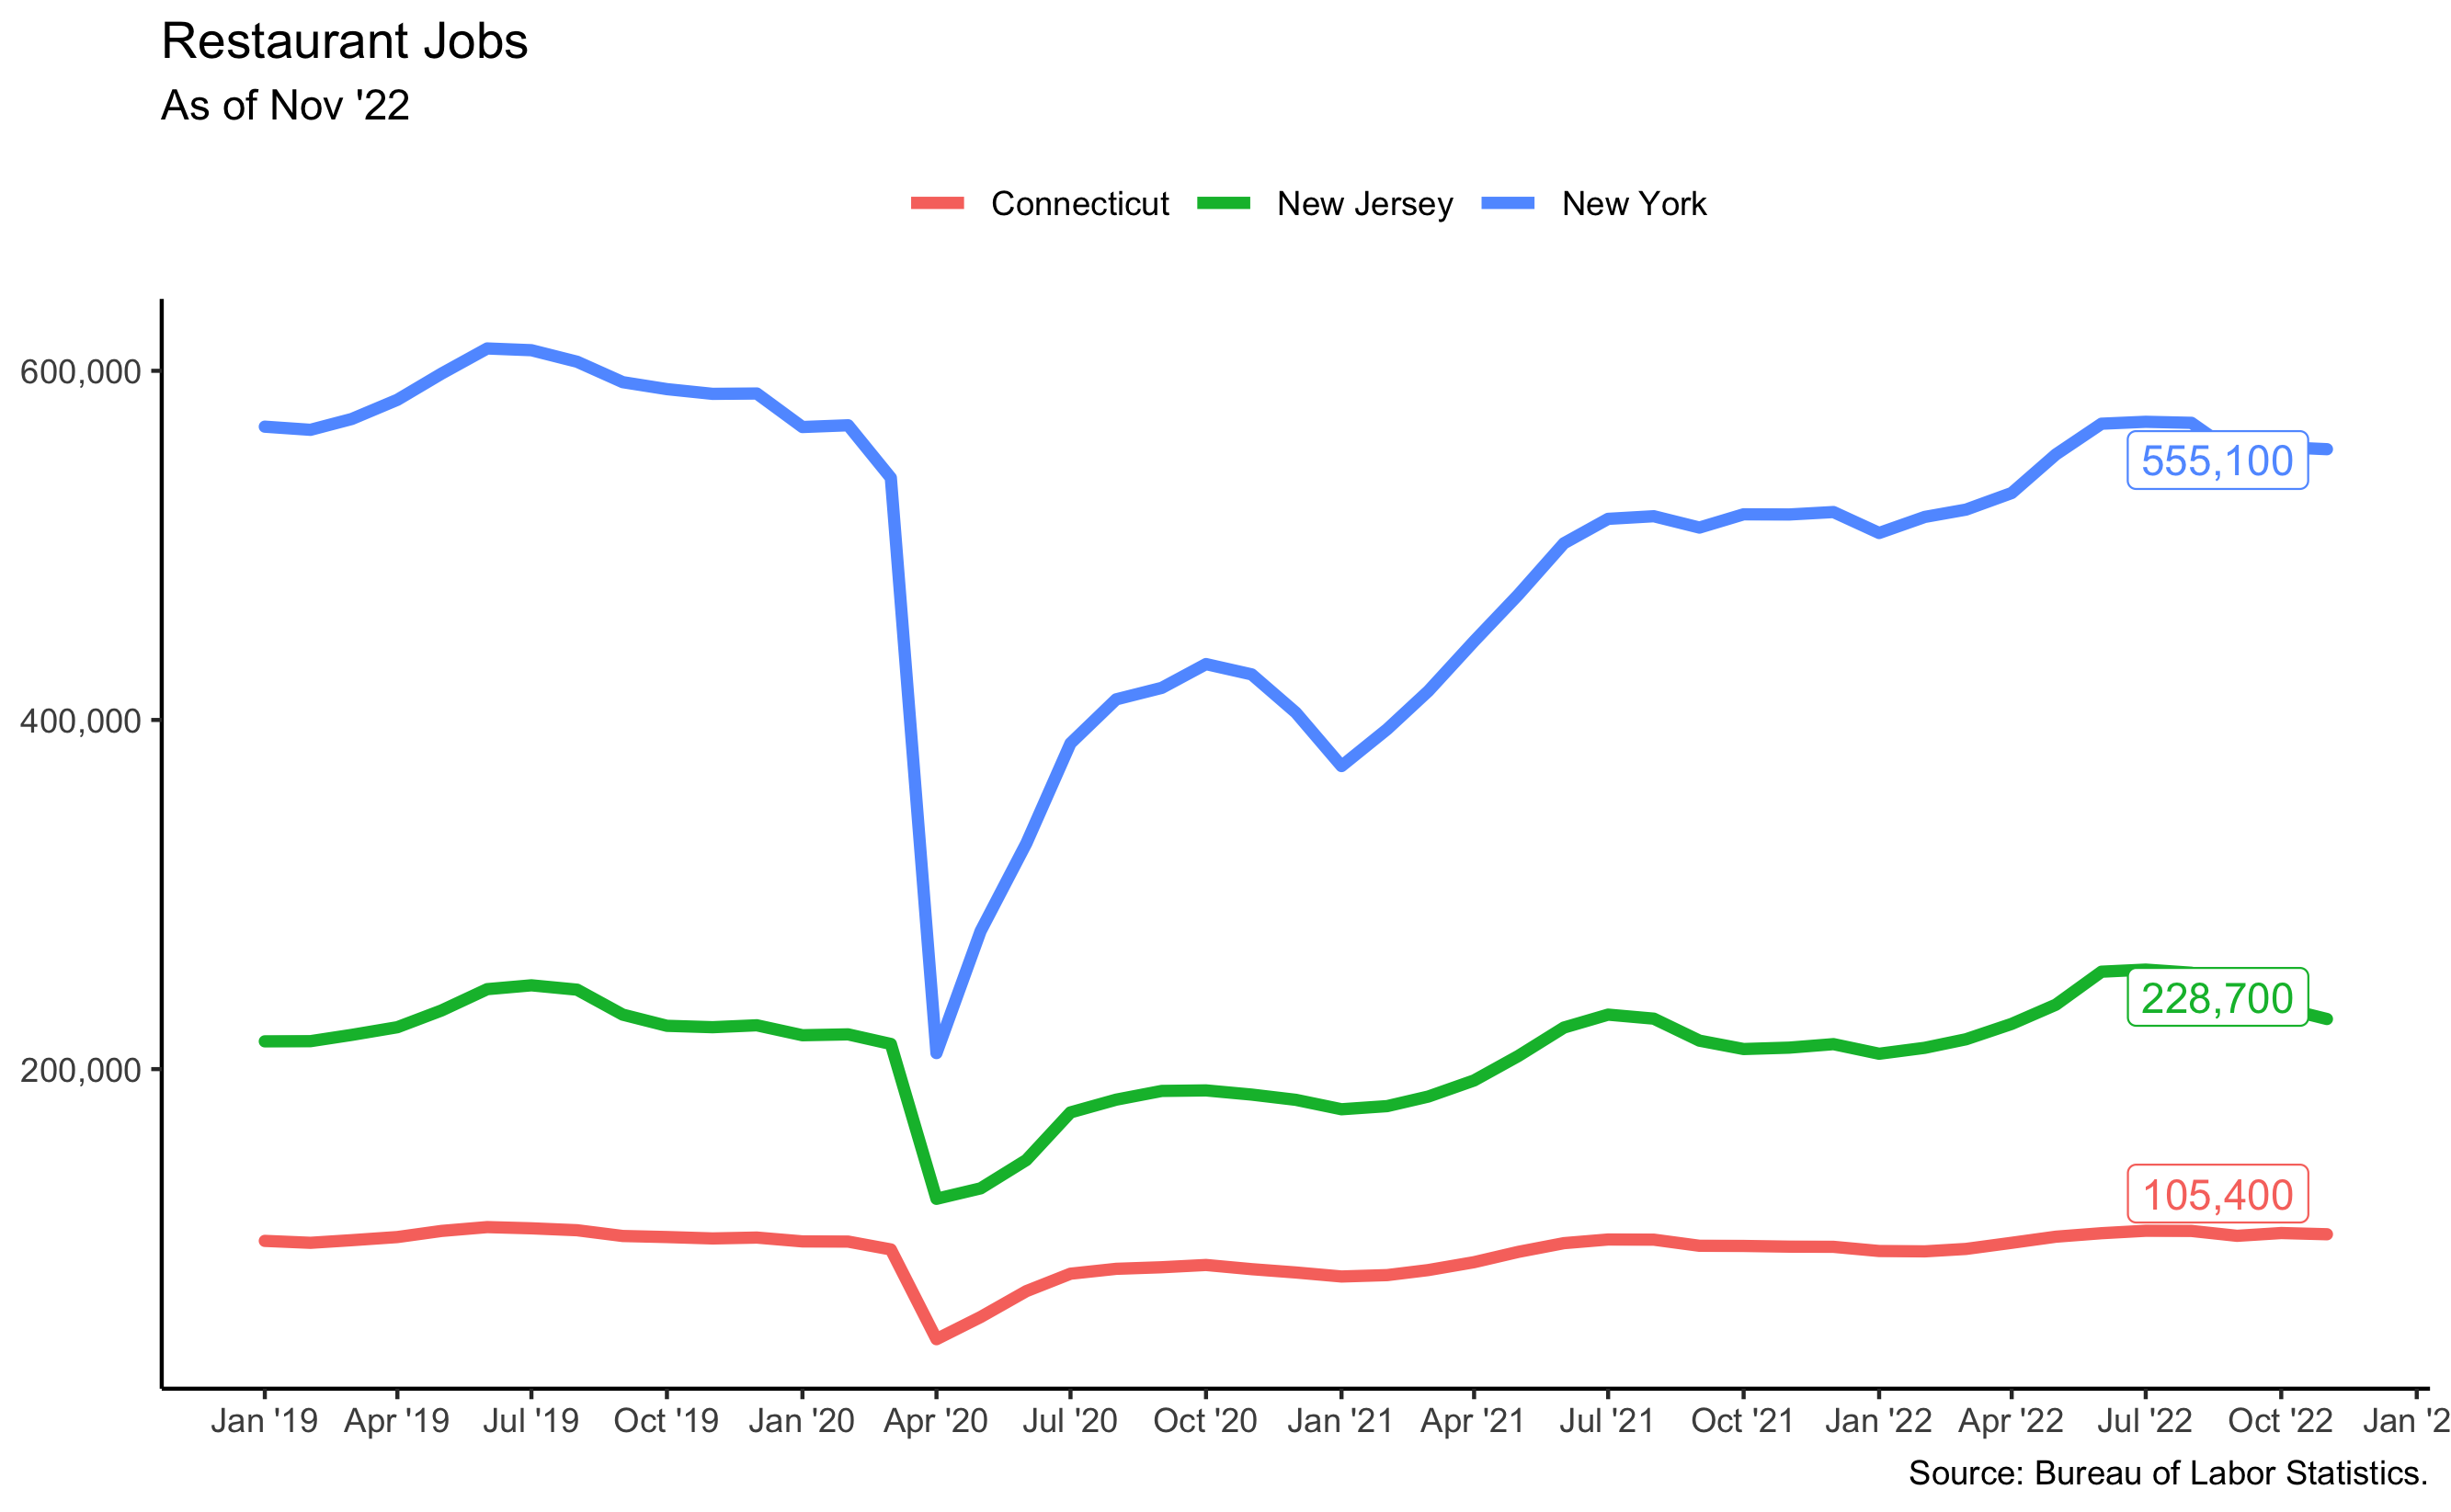 Restaurant Jobs
As of Nov '22
Connecticut New Jersey New York
600,000
400,000
200,000
555,100
228,700
105,400
Jan '19 Apr '19 Jul '19 Oct '19 Jan '20 Apr '20 Jul '20 Oct '20 Jan '21 Apr '21 Jul '21 Oct '21 Jan '22 Apr '22 Jul '22 Oct '22 Jan '2
Source: Bureau of Labor Statistics.